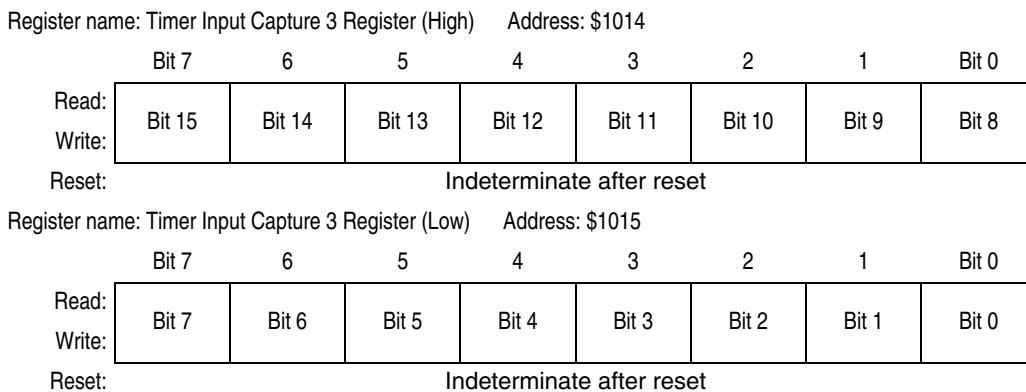 Register name: Timer Input Capture 3 Register (High) Address: $1014
Bit 7 6 5 4 3 2 1 Bit 0
Read:
Bit 15 Bit 14 Bit 13 Bit 12 Bit 11 Bit 10 Bit 9 Bit 8
Write:
Reset: Indeterminate after reset
Register name: Timer Input Capture 3 Register (Low) Address: $1015
Bit 7 6 5 4 3 2 1 Bit 0
Read:
Bit 7 Bit 6 Bit 5 Bit 4 Bit 3 Bit 2 Bit 1 Bit 0
Write:
Reset: Indeterminate after reset